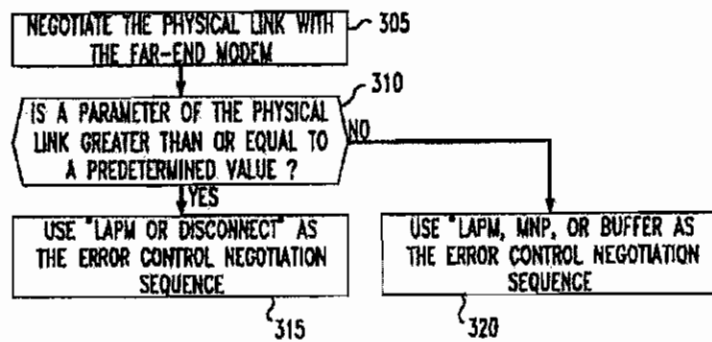 NEGOTIATE THE PHYSICAL LINK WITH
THE FAR-END MODEM
305
310
IS A PARAMETER OF THE PHYSICAL
LINK GREATER THAN OR EQUAL TO
A PREDETERMINED VALUE ?
NO
YES
USE "LAPM OR DISCONNECT" AS
THE ERROR CONTROL NEGOTIATION
SEQUENCE
315
USE "LAPM, MNP, OR BUFFER AS
THE ERROR CONTROL NEGOTIATION
SEQUENCE
320